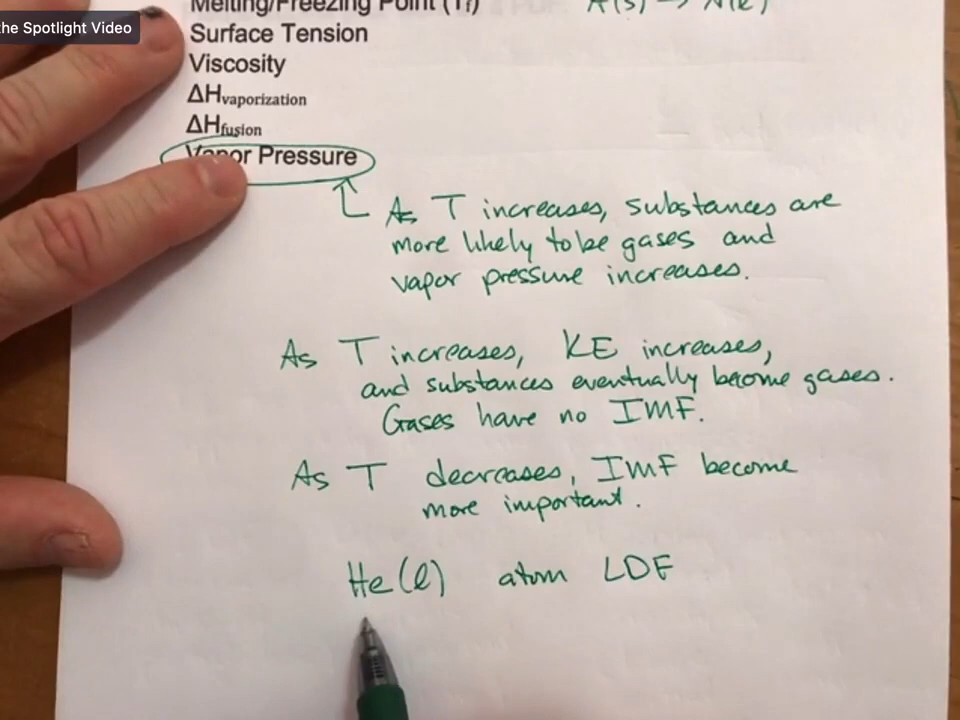 the Spotlight Video
Melting/Freezing Point (Tf)
Surface Tension
Viscosity
ΔHvaporization
ΔHfusion
Vapor Pressure
As T increases, substances are
more likely to be gases and
vapor pressure increases.
As T increases, KE increases,
and substances eventually become gases.
Gases have no IMF.
As T decreases, IMF become
more important.
He(l) atom LDF